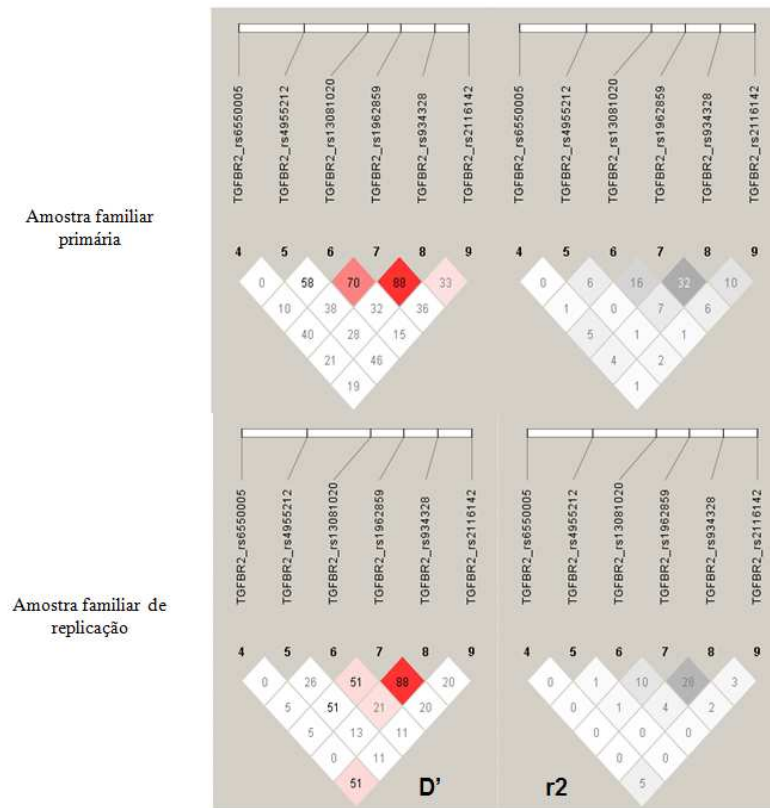 TGFBR2_rs6550005
TGFBR2_rs4955212
TGFBR2_rs13081020
TGFBR2_rs1962859
TGFBR2_rs934328
TGFBR2_rs2116142
TGFBR2_rs6550005
TGFBR2_rs4955212
TGFBR2_rs13081020
TGFBR2_rs1962859
TGFBR2_rs934328
TGFBR2_rs2116142
Amostra familiar
primária
4 5 6 7 8 9
0 58 70 88 33
10 38 32 36
40 28 15
21 46
19
4 5 6 7 8 9
0 6 16 32 10
1 0 7 6
5 1 1
4 2
1
TGFBR2_rs6550005
TGFBR2_rs4955212
TGFBR2_rs13081020
TGFBR2_rs1962859
TGFBR2_rs934328
TGFBR2_rs2116142
TGFBR2_rs6550005
TGFBR2_rs4955212
TGFBR2_rs13081020
TGFBR2_rs1962859
TGFBR2_rs934328
TGFBR2_rs2116142
Amostra familiar de
replicação
4 5 6 7 8 9
0 26 51 88 20
5 51 21 20
5 13 11
0 11
51
D’
4 5 6 7 8 9
0 1 10 28 3
0 1 4 2
0 0 0
0 0
5
r2